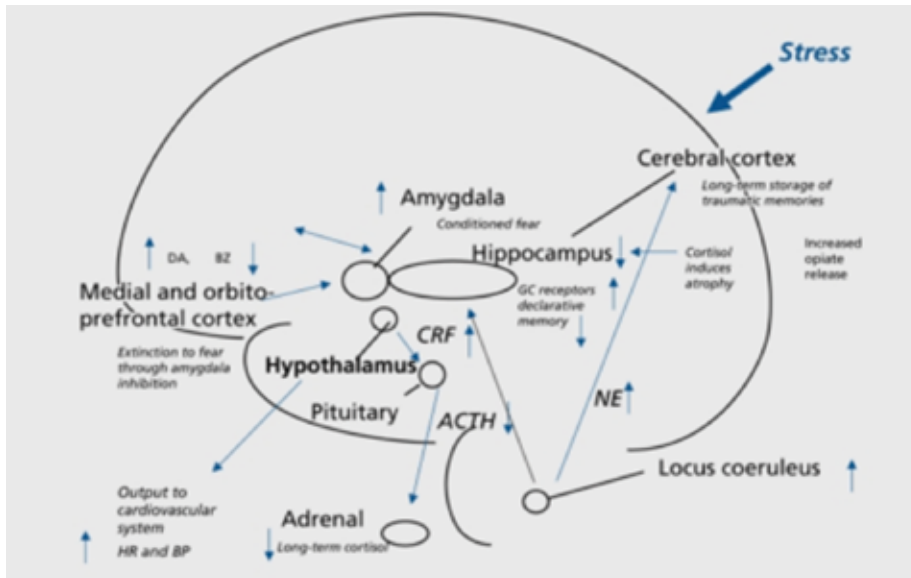 Stress
Cerebral cortex
Long-term storage of
traumatic memories
Amygdala
Conditioned fear
Hippocampus
Cortisol
induces
atrophy
Increased
opiate
release
DA, BZ
Medial and orbito-
prefrontal cortex
GC receptors
declarative
memory
CRF
Extinction to fear
through amygdala
inhibition
Hypothalamus
Pituitary
ACTH
NE
Locus coeruleus
Output to
cardiovascular
system
HR and BP
Adrenal
Long-term cortisol